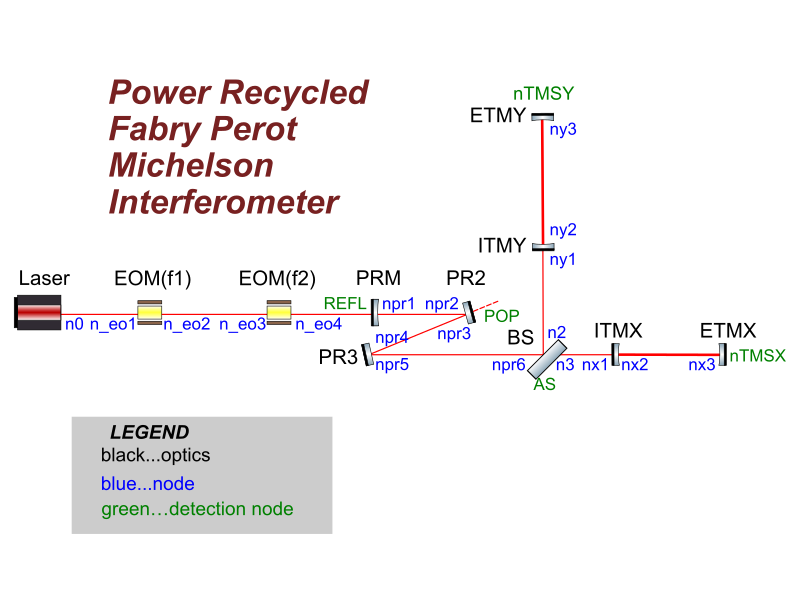 Power Recycled
Fabry Perot
Michelson
Interferometer
nTMSY
ETMY
ny3
ITMY
ny2
ny1
Laser
EOM(f1)
EOM(f2)
PRM
PR2
n0
n_eo1
n_eo2
n_eo3
n_eo4
REFL
npr1
npr2
POP
npr3
npr4
PR3
npr5
BS
n2
npr6
n3
AS
ITMX
nx1
nx2
ETMX
nx3
nTMSX
LEGEND
black...optics
blue...node
green…detection node